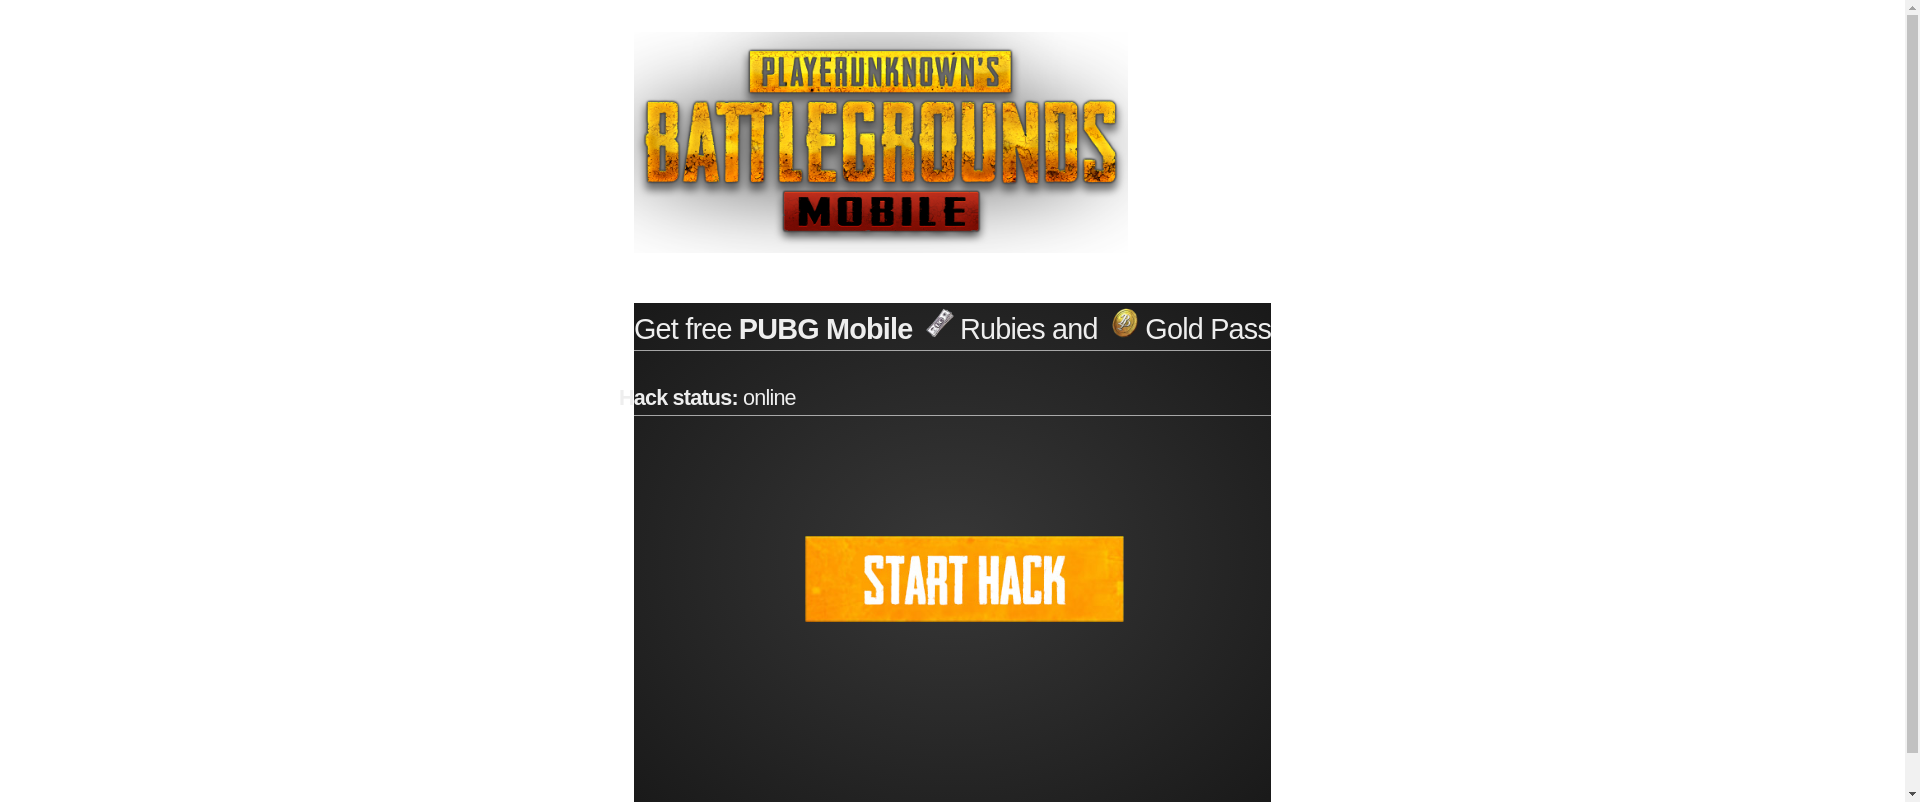 PLAYERUNKNOWN'S
BATTLEGROUNDS
MOBILE
Get free PUBG Mobile Rubies and Gold Pass
Hack status: online
START HACK